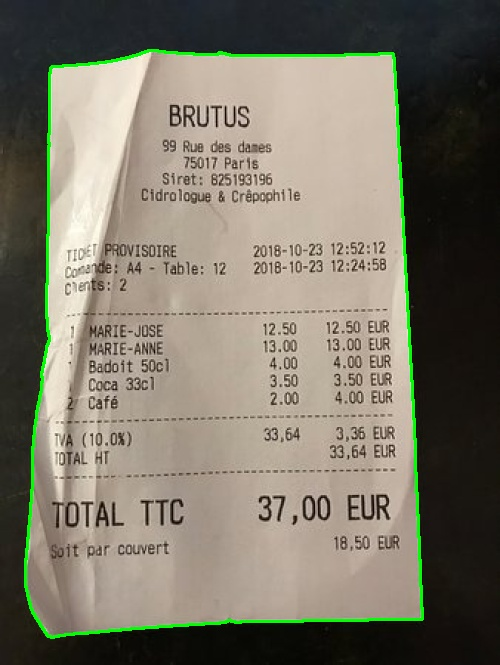 BRUTUS
99 Rue des dames
75017 Paris
Siret: 825193196
Cidrologue & Crêpophile
TICKET PROVISOIRE 2018-10-23 12:52:12
Comande: A4 - Table: 12 2018-10-23 12:24:58
Clients: 2
1 MARIE-JOSE 12.50 12.50 EUR
1 MARIE-ANNE 13.00 13.00 EUR
1 Badoit 50cl 4.00 4.00 EUR
Coca 33cl 3.50 3.50 EUR
2 Café 2.00 4.00 EUR
TVA (10.0%) 33,64 3,36 EUR
TOTAL HT 33,64 EUR
TOTAL TTC 37,00 EUR
Soit par couvert 18,50 EUR